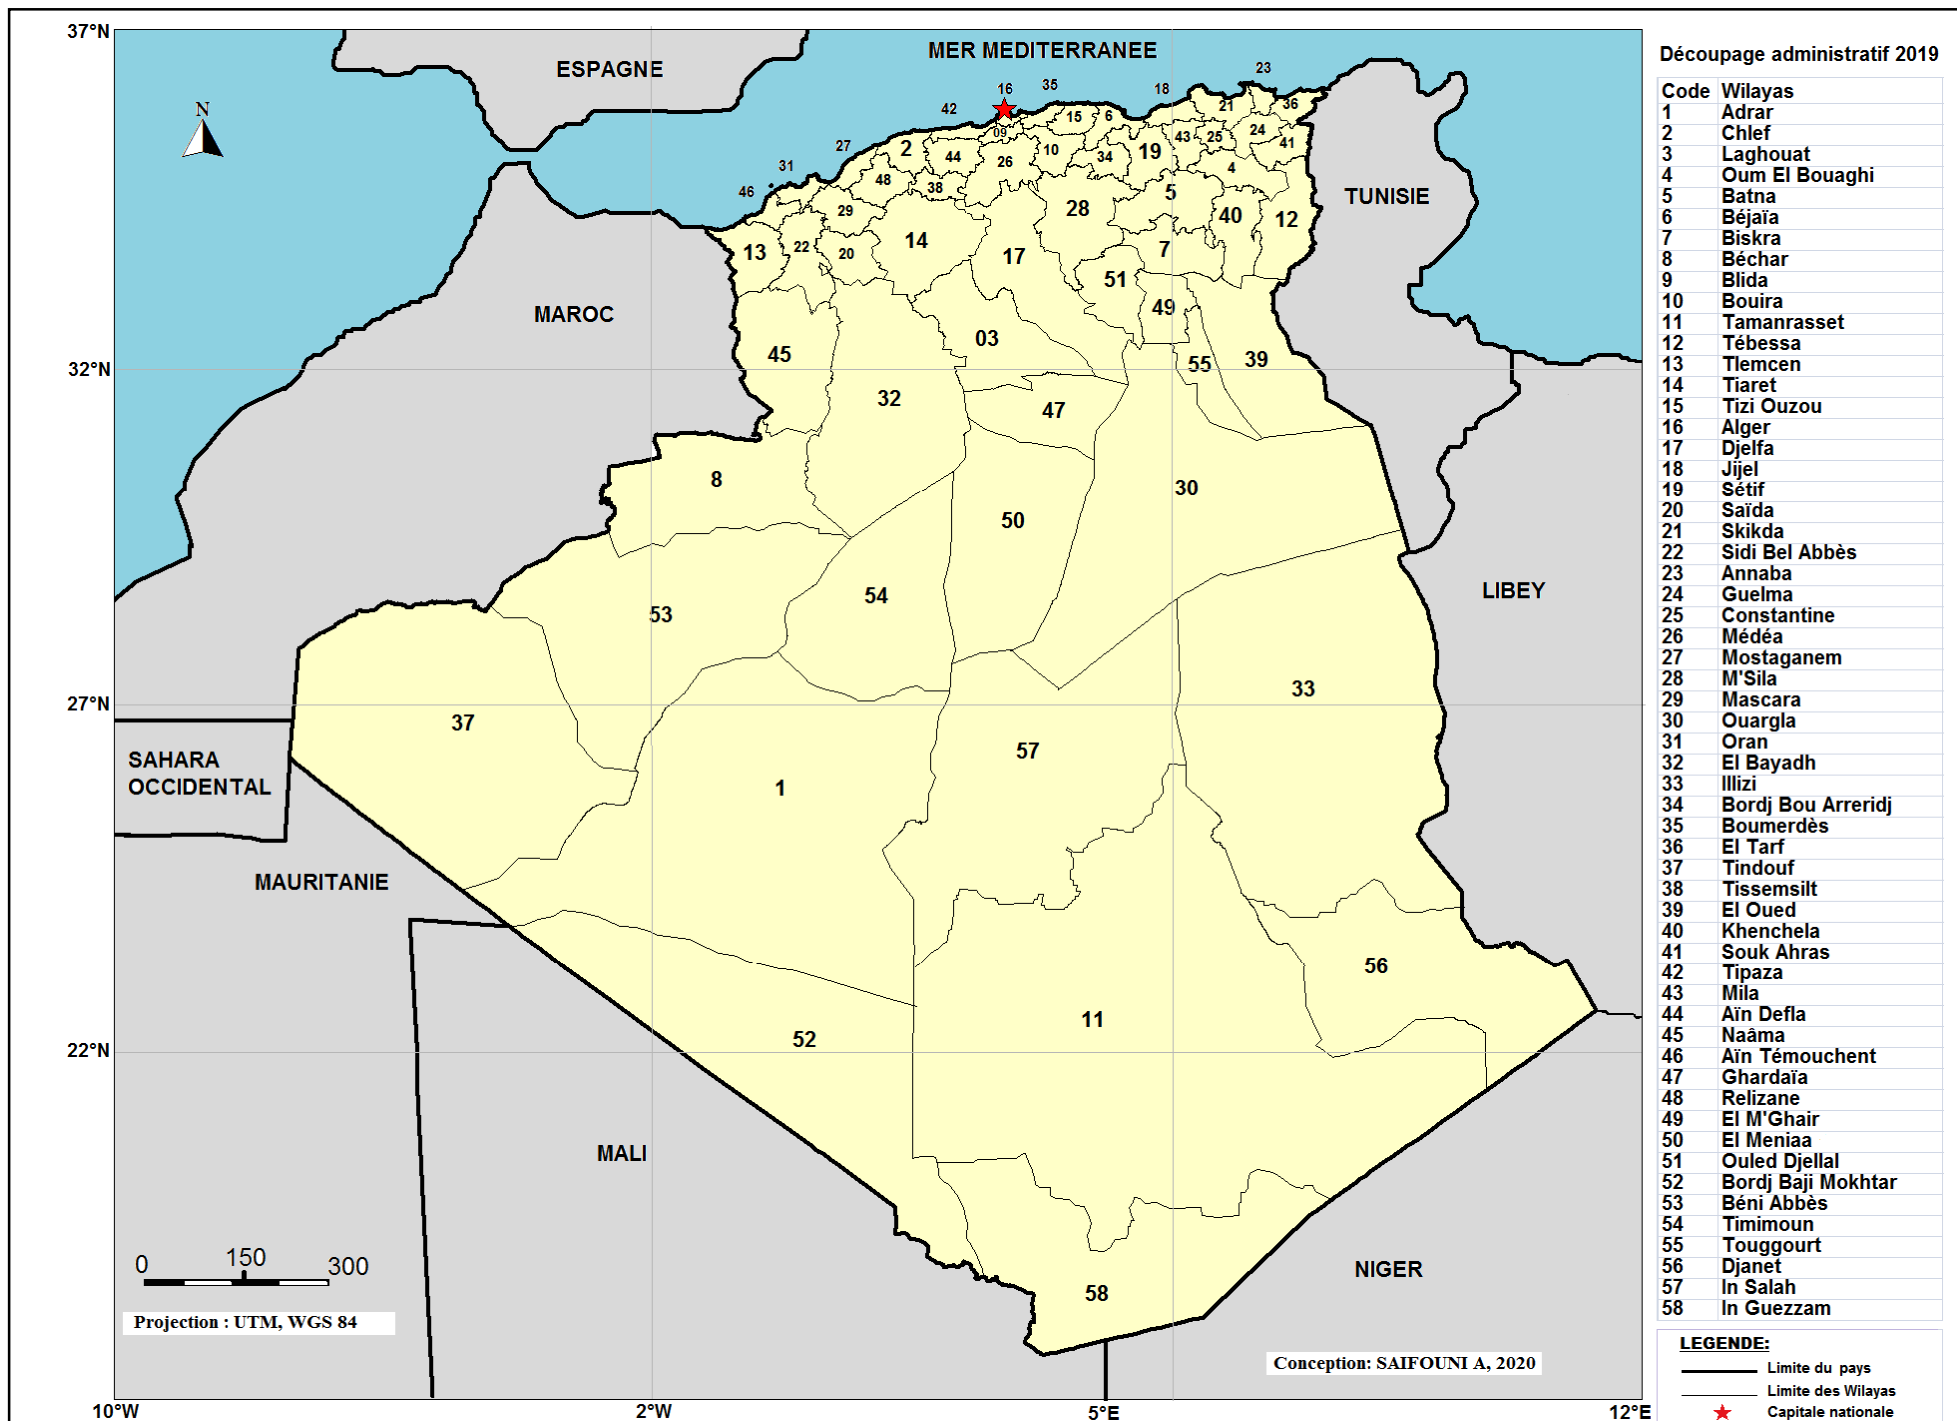 37°N
ESPAGNE
MER MEDITERRANEE
23
Découpage administratif 2019
N
42
16
35
18
21
36
Code Wilayas
1 Adrar
2 Chlef
3 Laghouat
4 Oum El Bouaghi
5 Batna
6 Béjaïa
7 Biskra
8 Béchar
9 Blida
10 Bouira
11 Tamanrasset
12 Tébessa
13 Tlemcen
14 Tiaret
15 Tizi Ouzou
16 Alger
17 Djelfa
18 Jijel
19 Sétif
20 Saïda
21 Skikda
22 Sidi Bel Abbès
23 Annaba
24 Guelma
25 Constantine
26 Médéa
27 Mostaganem
28 M'Sila
29 Mascara
30 Ouargla
31 Oran
32 El Bayadh
33 Illizi
34 Bordj Bou Arreridj
35 Boumerdès
36 El Tarf
37 Tindouf
38 Tissemsilt
39 El Oued
40 Khenchela
41 Souk Ahras
42 Tipaza
43 Mila
44 Aïn Defla
45 Naâma
46 Aïn Témouchent
47 Ghardaïa
48 Relizane
49 El M'Ghair
50 El Meniaa
51 Ouled Djellal
52 Bordj Baji Mokhtar
53 Béni Abbès
54 Timimoun
55 Touggourt
56 Djanet
57 In Salah
58 In Guezzam
27
2
09
15
6
44
26
10
34
19
43
25
24
41
31
46
48
38
4
29
28
5
40
12
TUNISIE
13
22
20
14
17
7
51
49
MAROC
45
03
55
39
32°N
32
47
8
50
30
54
53
LIBEY
33
27°N
37
57
1
SAHARA
OCCIDENTAL
MAURITANIE
56
11
52
22°N
MALI
58
NIGER
0 150 300
Projection : UTM, WGS 84
Conception: SAIFOUNI A, 2020
LEGENDE:
Limite du pays
Limite des Wilayas
Capitale nationale
10°W
2°W
5°E
12°E